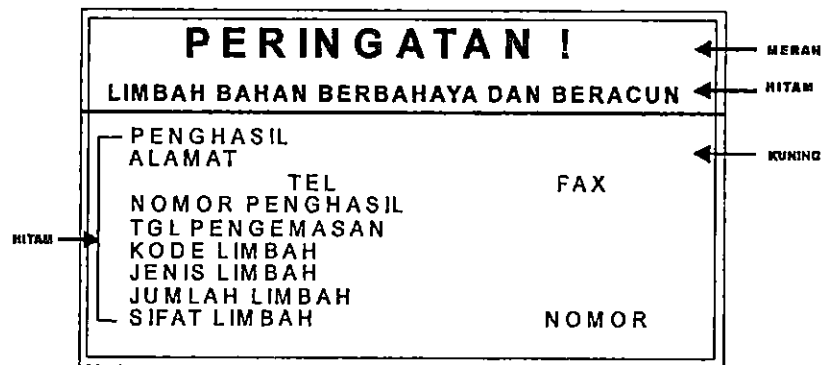 PERINGATAN !
MERAH
LIMBAH BAHAN BERBAHAYA DAN BERACUN
HITAM
PENGHASIL
ALAMAT
KUNING
TEL FAX
NOMOR PENGHASIL
TGL PENGEMASAN
HITAM
KODE LIMBAH
JENIS LIMBAH
JUMLAH LIMBAH
SIFAT LIMBAH NOMOR